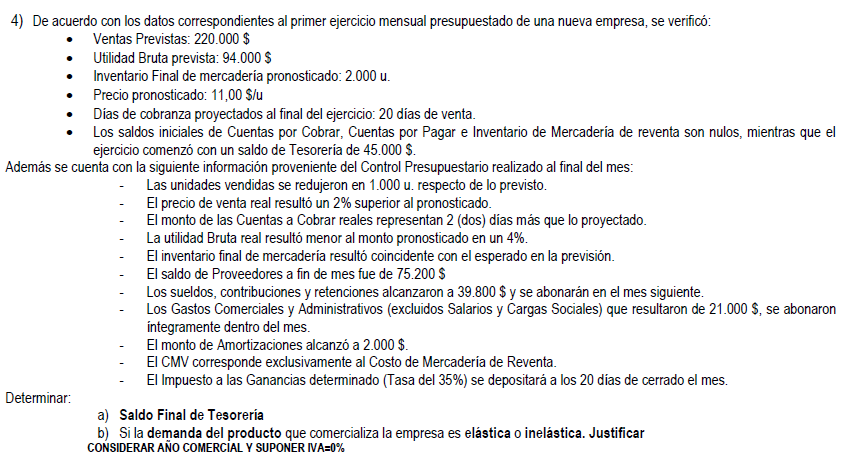 4) De acuerdo con los datos correspondientes al primer ejercicio mensual presupuestado de una nueva empresa, se verificó:
• Ventas Previstas: 220.000 $
• Utilidad Bruta prevista: 94.000 $
• Inventario Final de mercadería pronosticado: 2.000 u.
• Precio pronosticado: 11,00 $/u
• Días de cobranza proyectados al final del ejercicio: 20 días de venta.
• Los saldos iniciales de Cuentas por Cobrar, Cuentas por Pagar e Inventario de Mercadería de reventa son nulos, mientras que el
ejercicio comenzó con un saldo de Tesorería de 45.000 $.
Además se cuenta con la siguiente información proveniente del Control Presupuestario realizado al final del mes:
- Las unidades vendidas se redujeron en 1.000 u. respecto de lo previsto.
- El precio de venta real resultó un 2% superior al pronosticado.
- El monto de las Cuentas a Cobrar reales representan 2 (dos) días más que lo proyectado.
- La utilidad Bruta real resultó menor al monto pronosticado en un 4%.
- El inventario final de mercadería resultó coincidente con el esperado en la previsión.
- El saldo de Proveedores a fin de mes fue de 75.200 $
- Los sueldos, contribuciones y retenciones alcanzaron a 39.800 $ y se abonarán en el mes siguiente.
- Los Gastos Comerciales y Administrativos (excluidos Salarios y Cargas Sociales) que resultaron de 21.000 $, se abonaron
íntegramente dentro del mes.
- El monto de Amortizaciones alcanzó a 2.000 $.
- El CMV corresponde exclusivamente al Costo de Mercadería de Reventa.
- El Impuesto a las Ganancias determinado (Tasa del 35%) se depositará a los 20 días de cerrado el mes.
Determinar:
a) Saldo Final de Tesorería
b) Si la demanda del producto que comercializa la empresa es elástica o inelástica. Justificar
CONSIDERAR AÑO COMERCIAL Y SUPONER IVA=0%